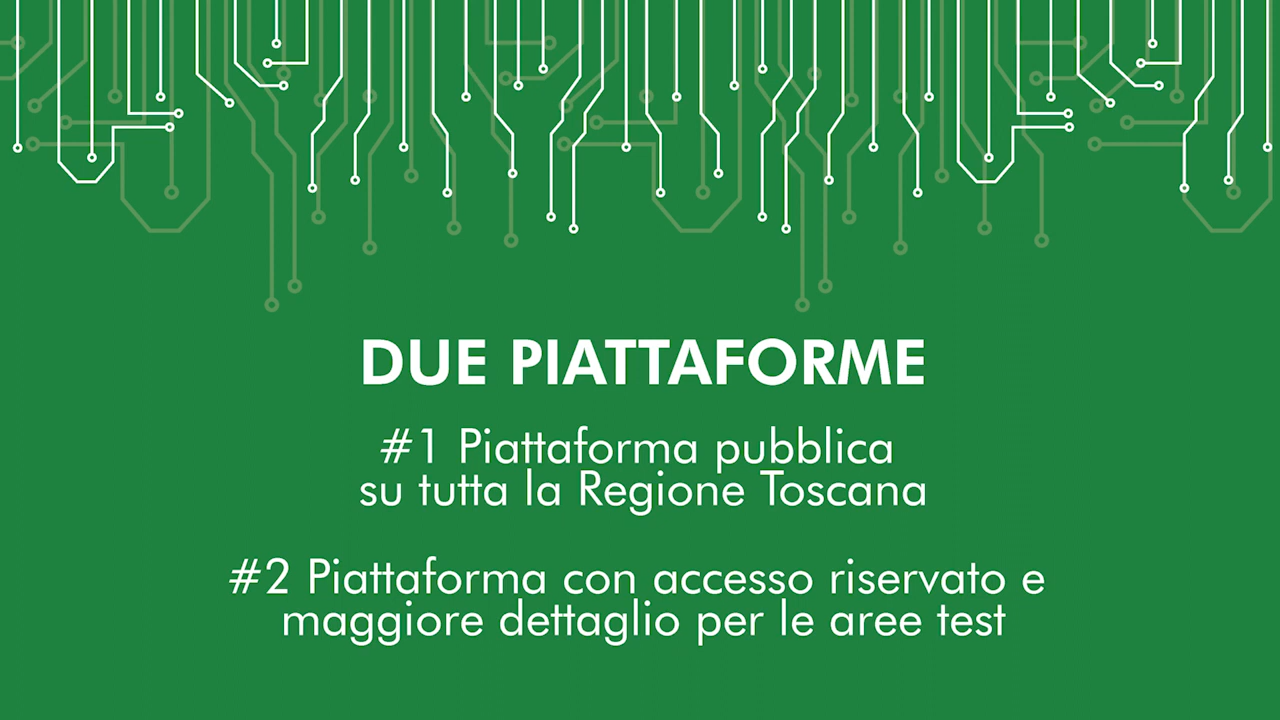 DUE PIATTAFORME
#1 Piattaforma pubblica
su tutta la Regione Toscana
#2 Piattaforma con accesso riservato e
maggiore dettaglio per le aree test